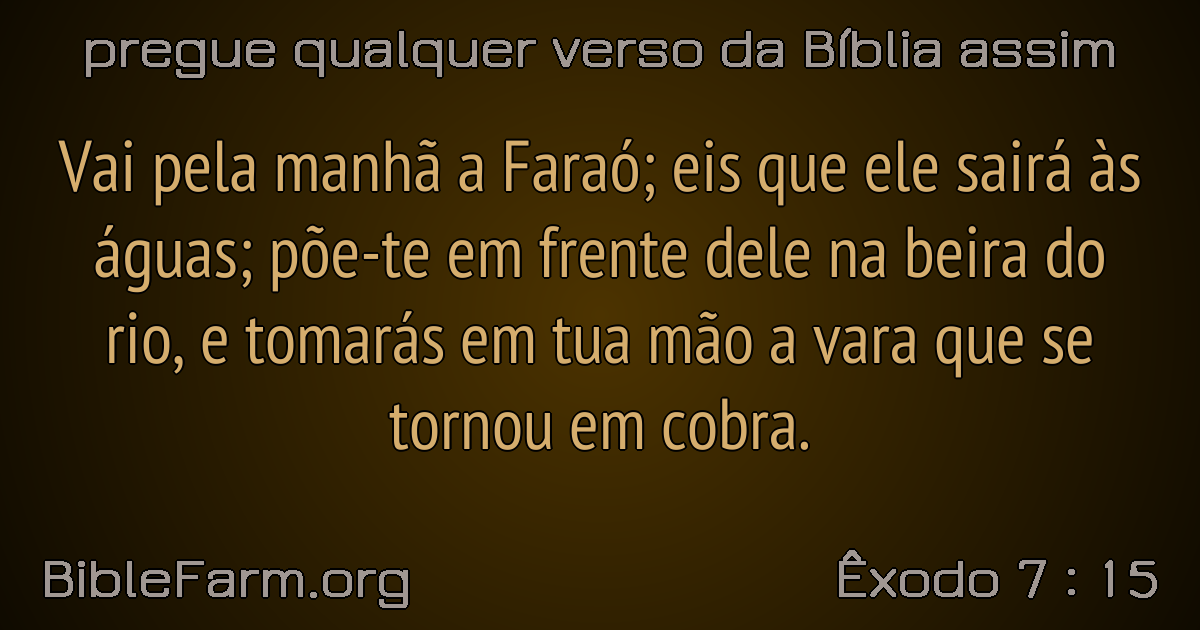 pregue qualquer verso da Bíblia assim
Vai pela manhã a Faraó; eis que ele sairá às
águas; põe-te em frente dele na beira do
rio, e tomarás em tua mão a vara que se
tornou em cobra.
BibleFarm.org
Êxodo 7 : 15